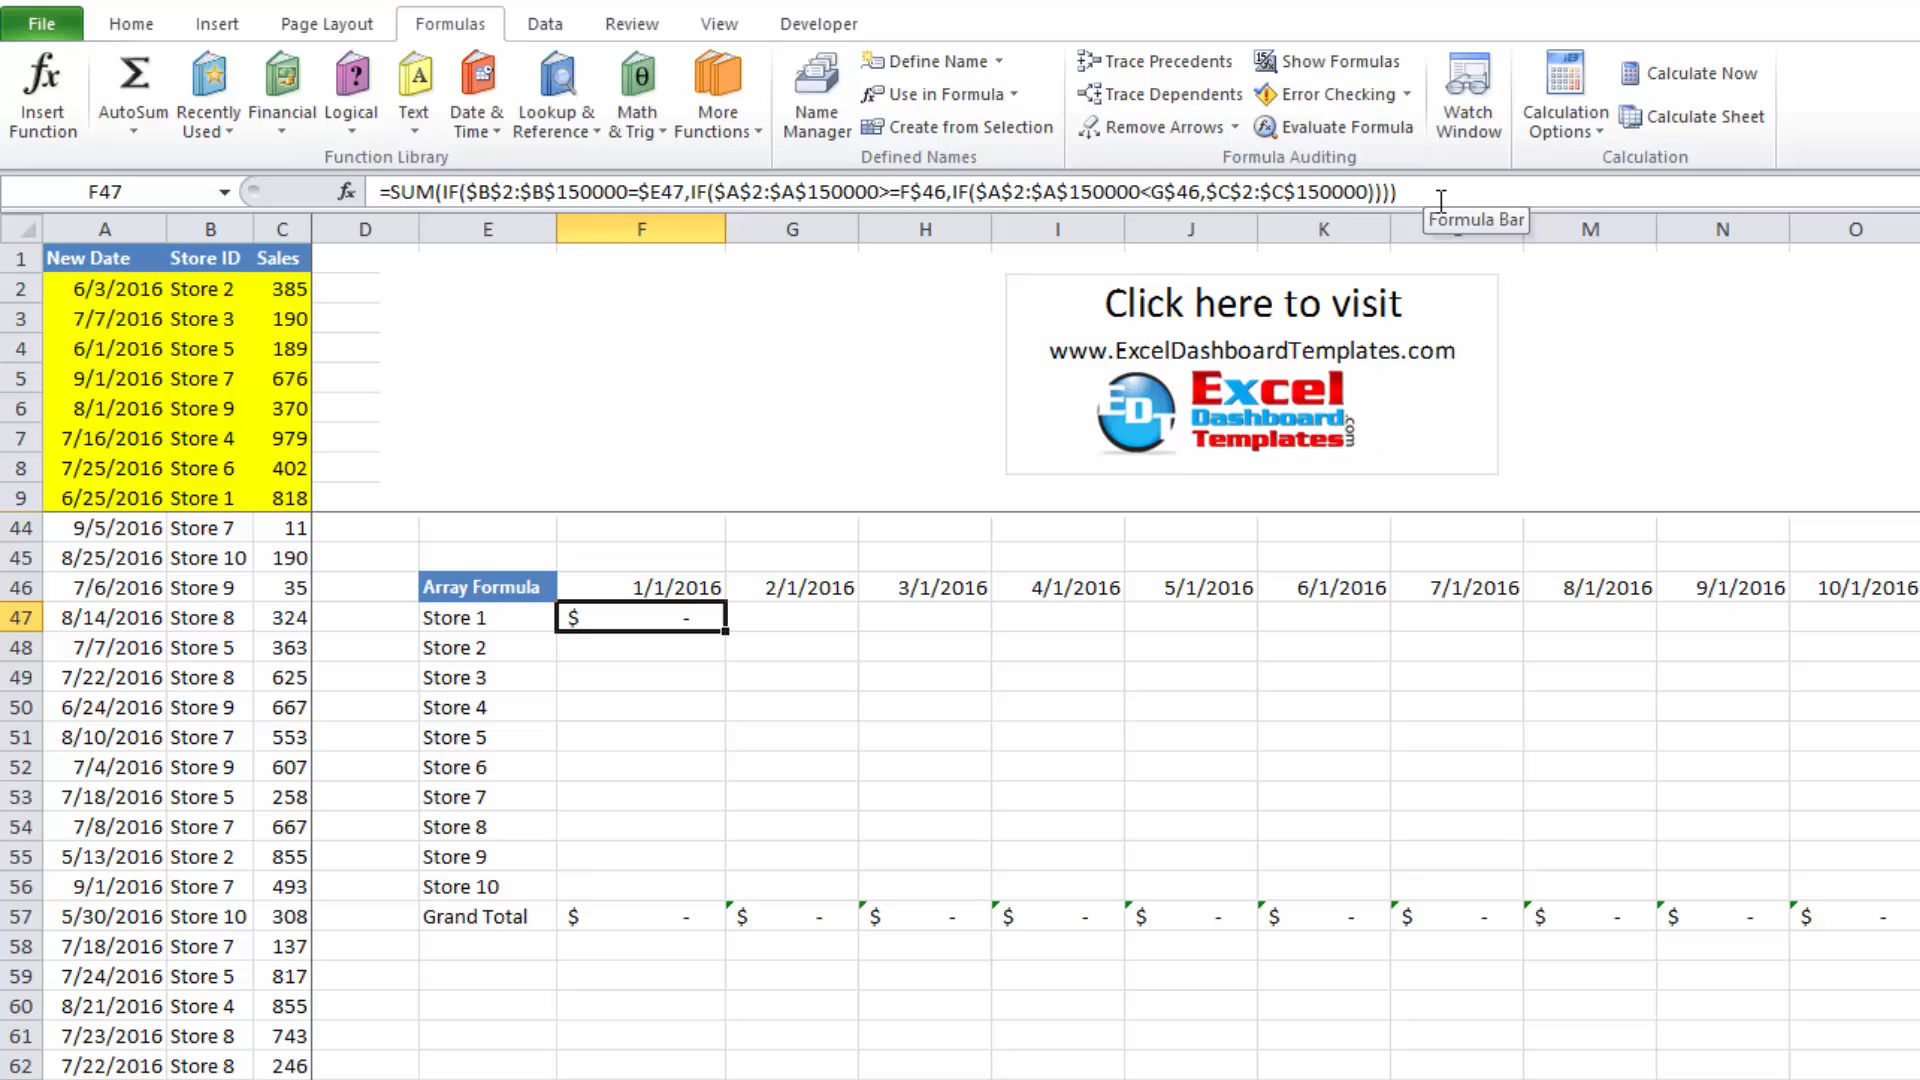 File Home Insert Page Layout Formulas Data Review View Developer
fx Σ A θ
Insert Function AutoSum Recently Used Financial Logical Text Date & Time Lookup & Reference Math & Trig More Functions
Function Library
Name Manager Define Name Use in Formula Create from Selection
Defined Names
Trace Precedents Trace Dependents Remove Arrows Show Formulas Error Checking Evaluate Formula
Formula Auditing
Watch Window
Calculation Options Calculate Now Calculate Sheet
Calculation
F47 fx =SUM(IF($B$2:$B$150000=$E47,IF($A$2:$A$150000>=F$46,IF($A$2:$A$150000<G$46,$C$2:$C$150000))))
Formula Bar
A B C D E F G H I J K M N O
1 New Date Store ID Sales
2 6/3/2016 Store 2 385
3 7/7/2016 Store 3 190
4 6/1/2016 Store 5 189
5 9/1/2016 Store 7 676
6 8/1/2016 Store 9 370
7 7/16/2016 Store 4 979
8 7/25/2016 Store 6 402
9 6/25/2016 Store 1 818
Click here to visit
www.ExcelDashboardTemplates.com
EDT
Excel
Dashboard
Templates
.com
44 9/5/2016 Store 7 11
45 8/25/2016 Store 10 190
46 7/6/2016 Store 9 35 Array Formula 1/1/2016 2/1/2016 3/1/2016 4/1/2016 5/1/2016 6/1/2016 7/1/2016 8/1/2016 9/1/2016 10/1/2016
47 8/14/2016 Store 8 324 Store 1 $ -
48 7/7/2016 Store 5 363 Store 2
49 7/22/2016 Store 8 625 Store 3
50 6/24/2016 Store 9 667 Store 4
51 8/10/2016 Store 7 553 Store 5
52 7/4/2016 Store 9 607 Store 6
53 7/18/2016 Store 5 258 Store 7
54 7/8/2016 Store 7 667 Store 8
55 5/13/2016 Store 2 855 Store 9
56 9/1/2016 Store 7 493 Store 10
57 5/30/2016 Store 10 308 Grand Total $ - $ - $ - $ - $ - $ - $ - $ - $ - $ -
58 7/18/2016 Store 7 137
59 7/24/2016 Store 5 817
60 8/21/2016 Store 4 855
61 7/23/2016 Store 8 743
62 7/22/2016 Store 8 246